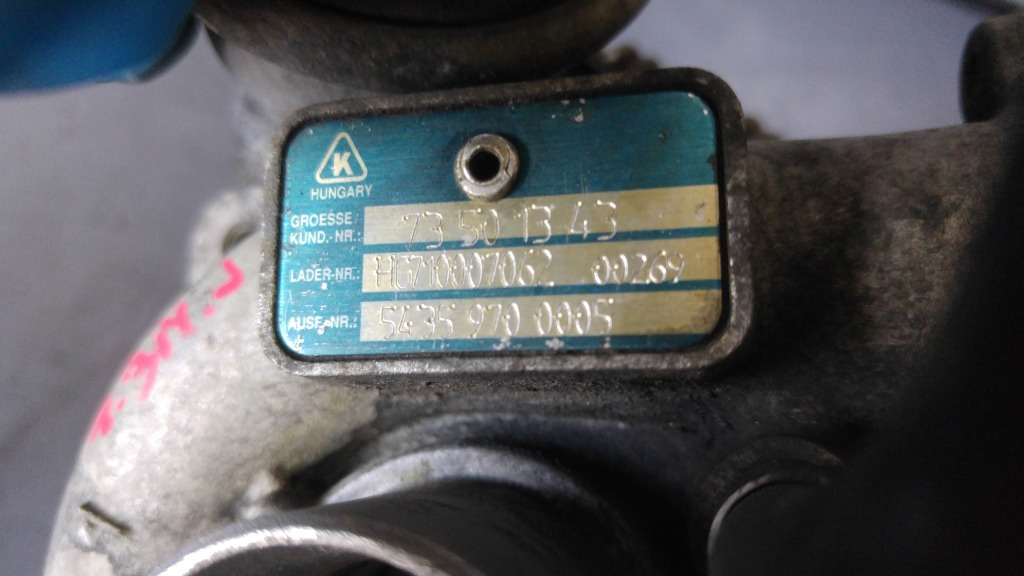 K
HUNGARY
GROESSE:
KUND.-NR.: 73 50 13 43
LADER-NR.: HG710007062 00269
AUSF.-NR.: 5435 970 0005